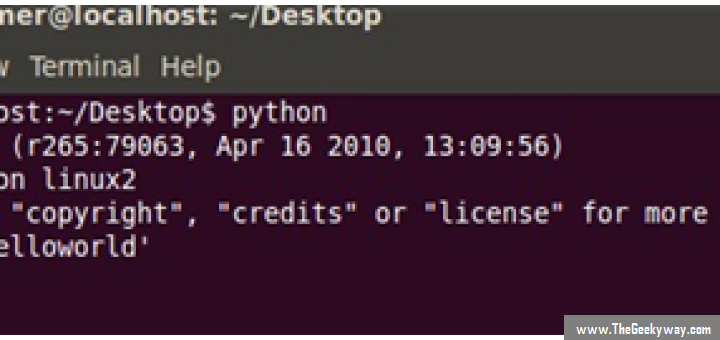 ner@localhost: ~/Desktop
w Terminal Help
ost:~/Desktop$ python
(r265:79063, Apr 16 2010, 13:09:56)
on linux2
"copyright", "credits" or "license" for more
elloworld'
www.TheGeekyway.com